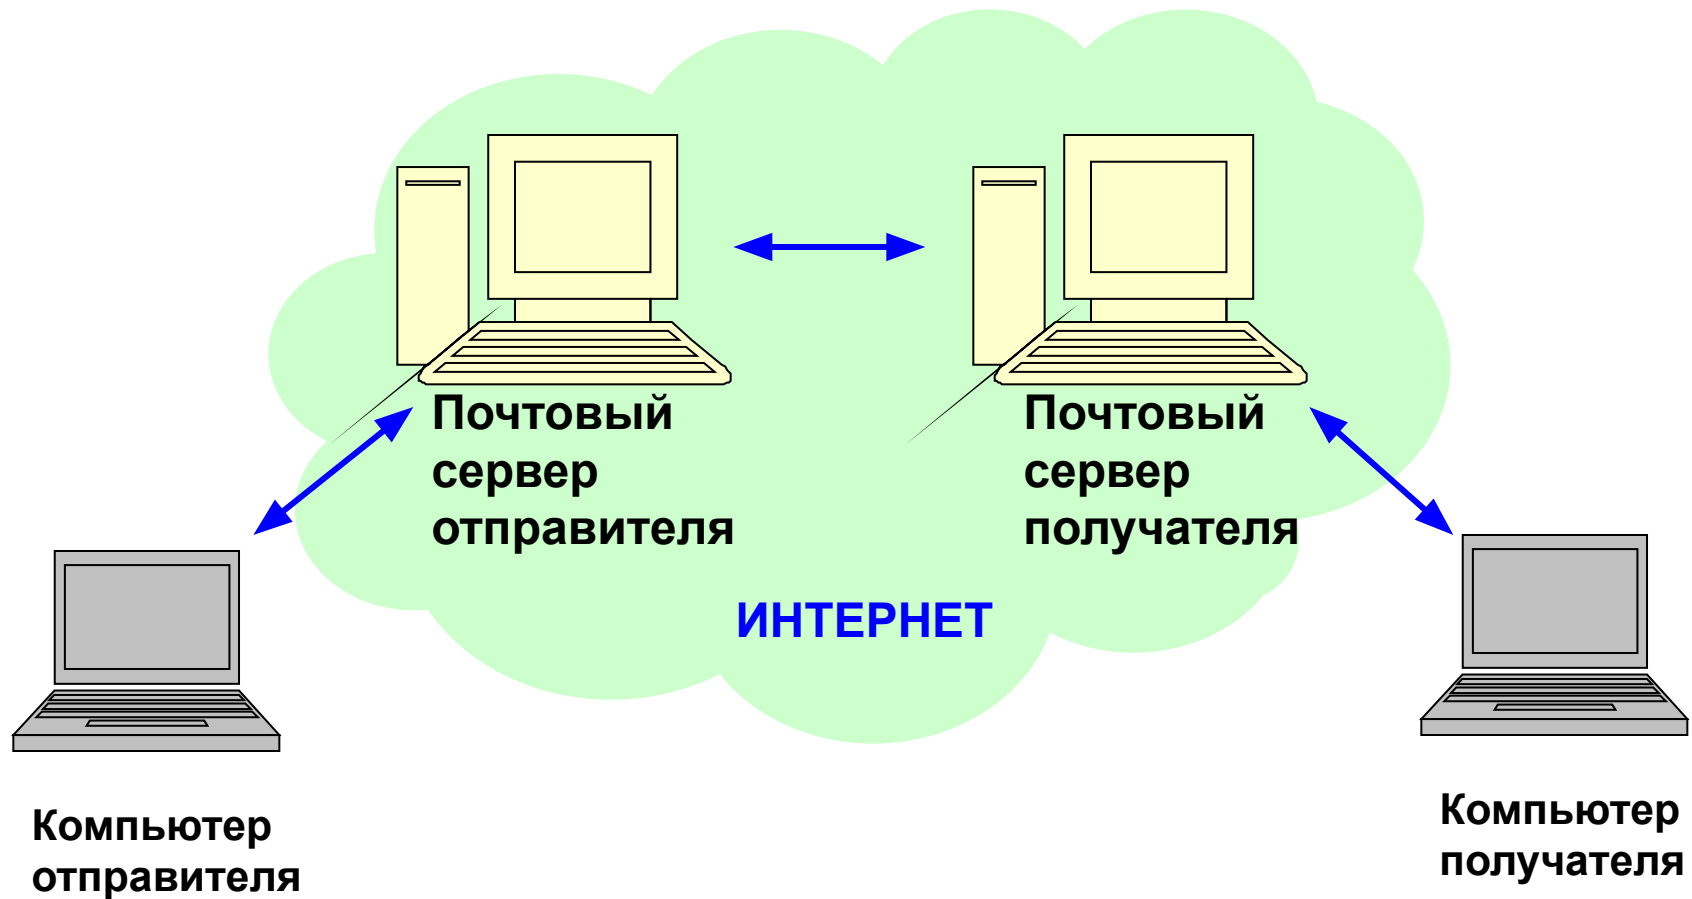 Почтовый
сервер
отправителя
Почтовый
сервер
получателя
ИНТЕРНЕТ
Компьютер
отправителя
Компьютер
получателя